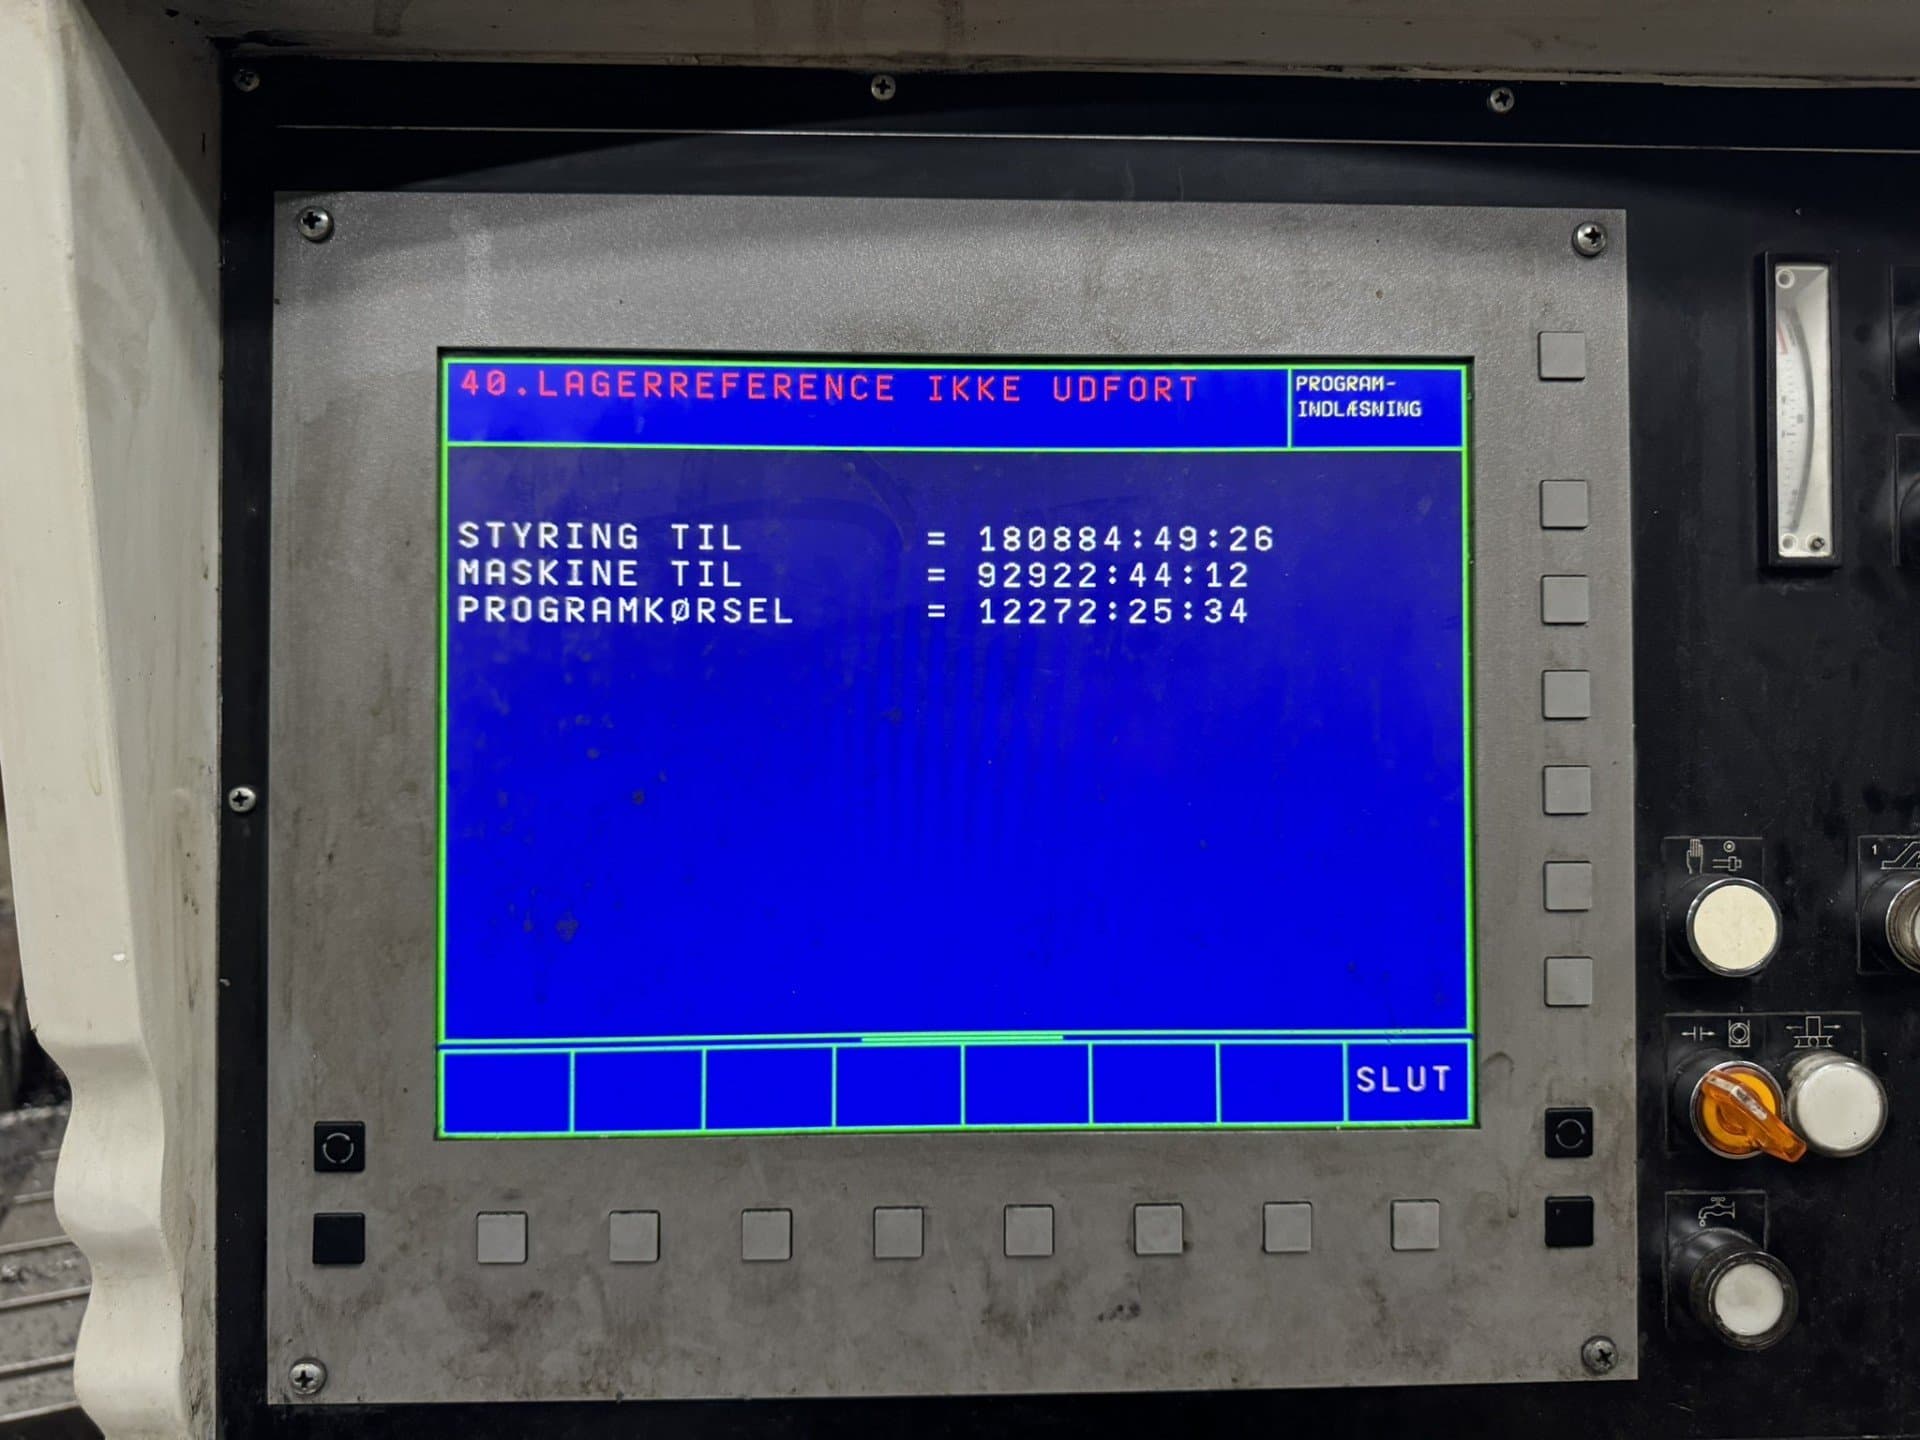 40.LAGERREFERENCE IKKE UDFORT
PROGRAM-
INDLÆSNING
STYRING TIL = 180884:49:26
MASKINE TIL = 92922:44:12
PROGRAMKØRSEL = 12272:25:34
SLUT
1